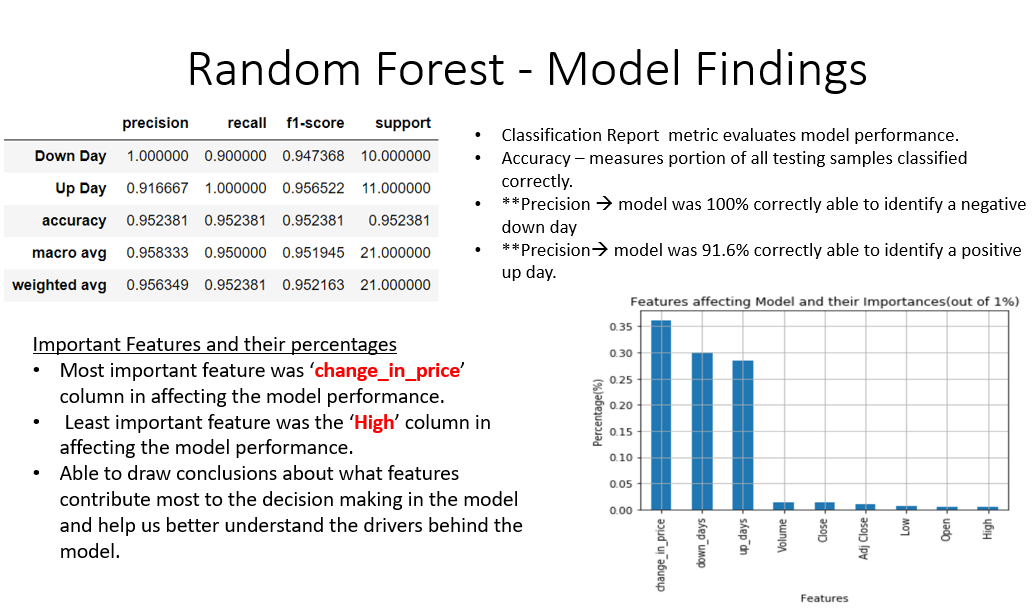 Random Forest - Model Findings
precision recall f1-score support
Down Day 1.000000 0.900000 0.947368 10.000000
Up Day 0.916667 1.000000 0.956522 11.000000
accuracy 0.952381 0.952381 0.952381 0.952381
macro avg 0.958333 0.950000 0.951945 21.000000
weighted avg 0.956349 0.952381 0.952163 21.000000
• Classification Report metric evaluates model performance.
• Accuracy – measures portion of all testing samples classified
correctly.
• **Precision → model was 100% correctly able to identify a negative
down day
• **Precision→ model was 91.6% correctly able to identify a positive
up day.
Important Features and their percentages
• Most important feature was ‘change_in_price’
column in affecting the model performance.
• Least important feature was the ‘High’ column in
affecting the model performance.
• Able to draw conclusions about what features
contribute most to the decision making in the model
and help us better understand the drivers behind the
model.
Features affecting Model and their Importances(out of 1%)
Percentage(%)
0.35
0.30
0.25
0.20
0.15
0.10
0.05
0.00
change_in_price
down_days
up_days
Volume
Close
Adj Close
Low
Open
High
Features